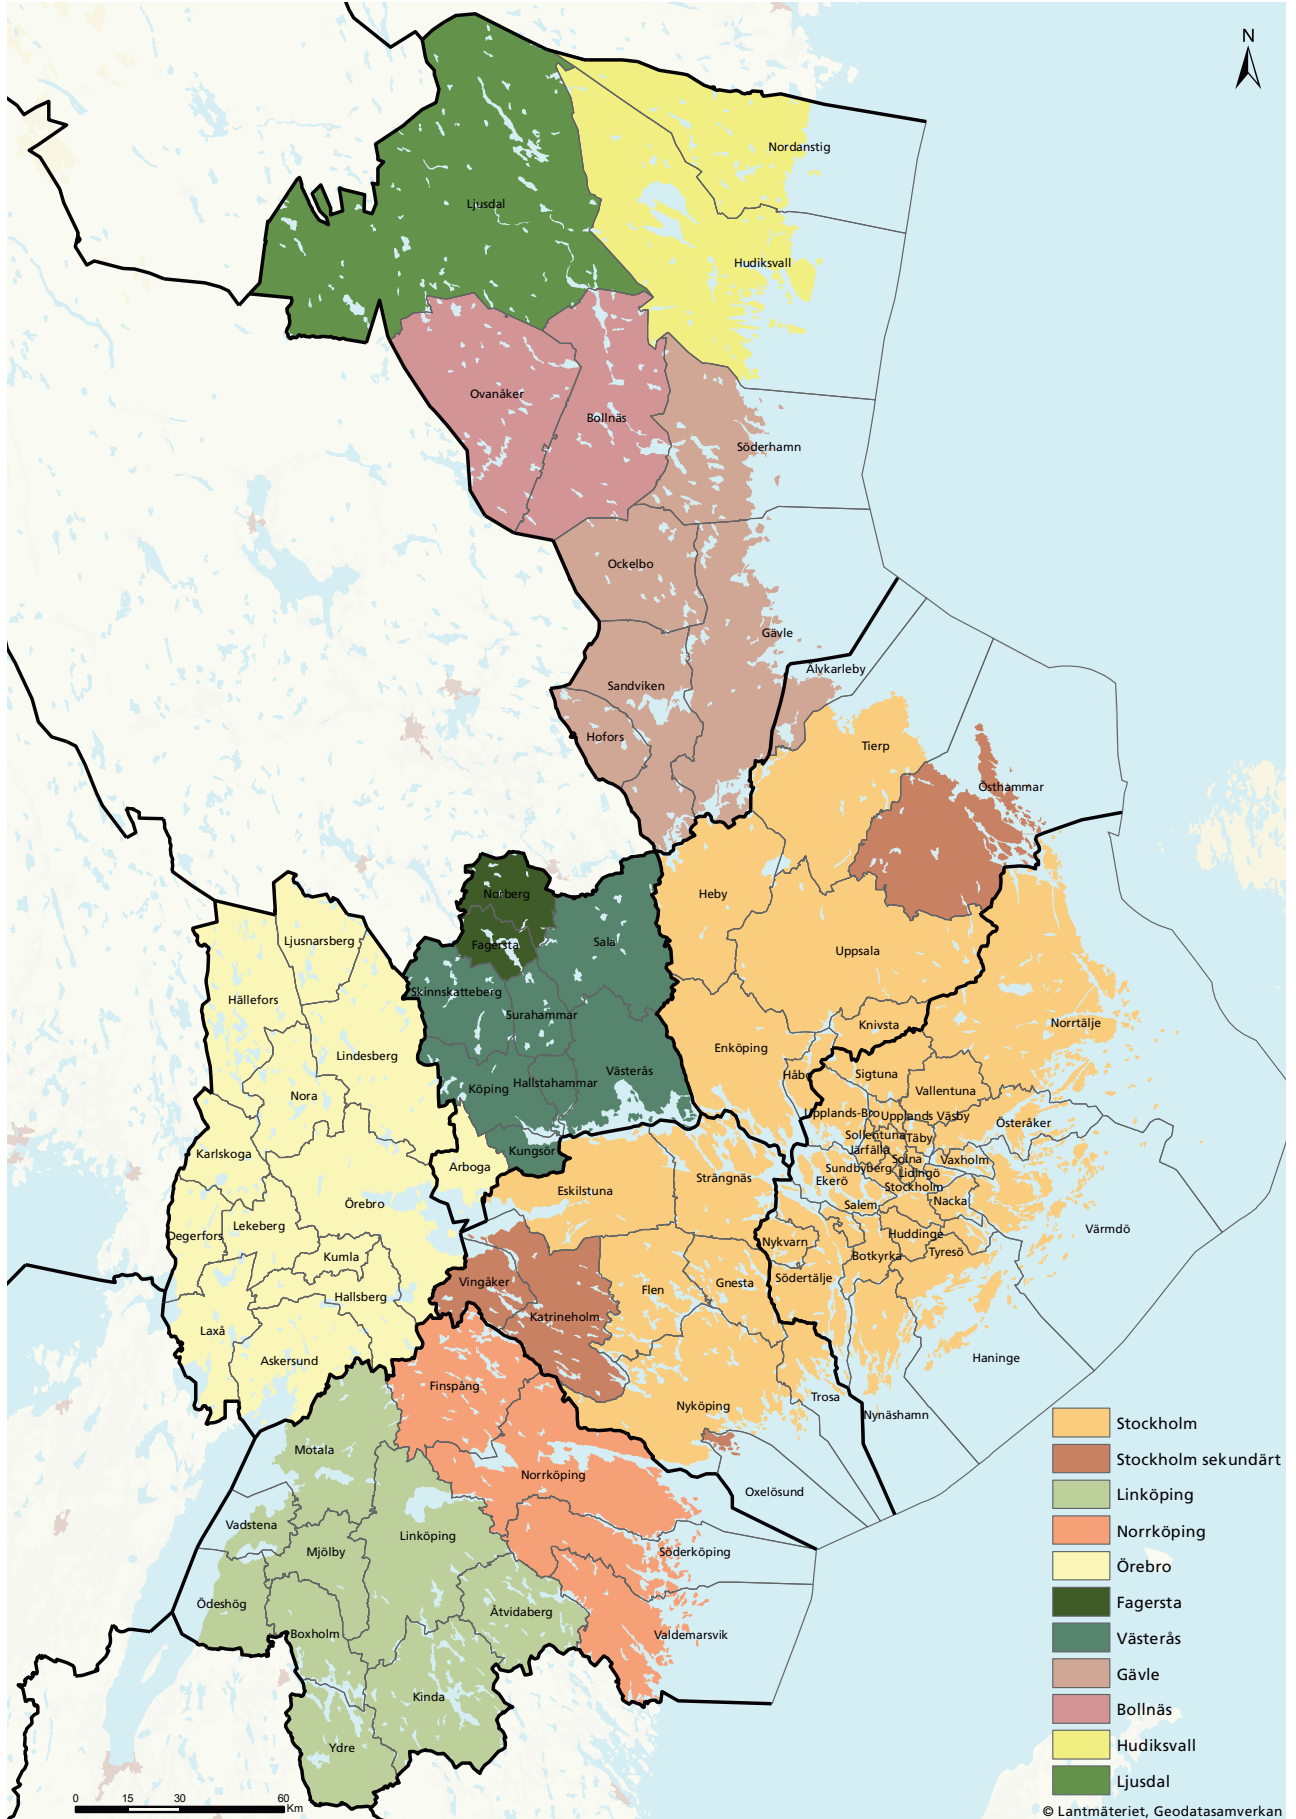 N
Nordanstig
Ljusdal
Hudiksvall
Ovanåker
Bollnäs
Söderhamn
Ockelbo
Gävle
Älvkarleby
Sandviken
Hofors
Tierp
Östhammar
Norberg
Heby
Ljusnarsberg
Sala
Fagersta
Uppsala
Skinnskatteberg
Hällefors
Surahammar
Knivsta
Norrtälje
Lindesberg
Enköping
Håbo
Sigtuna
Västerås
Hallstahammar
Köping
Vallentuna
Nora
Upplands-Bro
Upplands Väsby
Österåker
Sollentuna
Täby
Järfälla
Karlskoga
Kungsör
Solna
Vaxholm
Arboga
Sundbyberg
Lidingö
Ekerö
Strängnäs
Stockholm
Eskilstuna
Nacka
Salem
Örebro
Värmdö
Lekeberg
Degerfors
Huddinge
Nykvarn
Tyresö
Botkyrka
Kumla
Södertälje
Vingåker
Gnesta
Flen
Hallsberg
Katrineholm
Laxå
Haninge
Askersund
Finspång
Trosa
Nyköping
Nynäshamn
Motala
Norrköping
Oxelösund
Vadstena
Linköping
Mjölby
Söderköping
Ödeshög
Åtvidaberg
Boxholm
Valdemarsvik
Kinda
Ydre
Stockholm
Stockholm sekundärt
Linköping
Norrköping
Örebro
Fagersta
Västerås
Gävle
Bollnäs
Hudiksvall
Ljusdal
0 15 30 60
Km
© Lantmäteriet, Geodatasamverkan